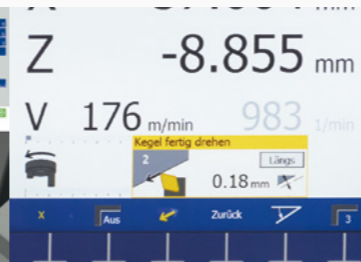 Z -8.855 mm
V 176 m/min 983 1/min
Kegel fertig drehen
2
Längs
0.18 mm
X Aus Zurück 3